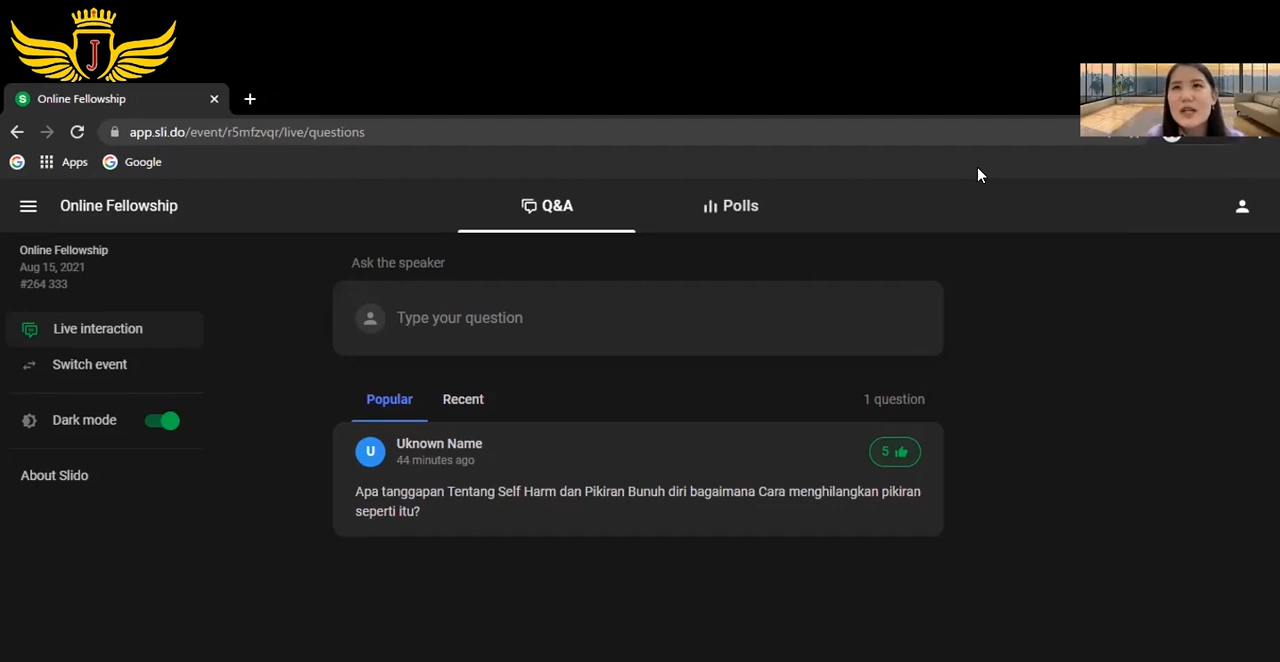 J
S Online Fellowship
app.sli.do/event/r5mfzvqr/live/questions
G Apps G Google
Online Fellowship
Q&A
Polls
Online Fellowship
Aug 15, 2021
#264 333
Live interaction
Switch event
Dark mode
About Slido
Ask the speaker
Type your question
Popular Recent 1 question
U
Uknown Name
44 minutes ago
5
Apa tanggapan Tentang Self Harm dan Pikiran Bunuh diri bagaimana Cara menghilangkan pikiran
seperti itu?